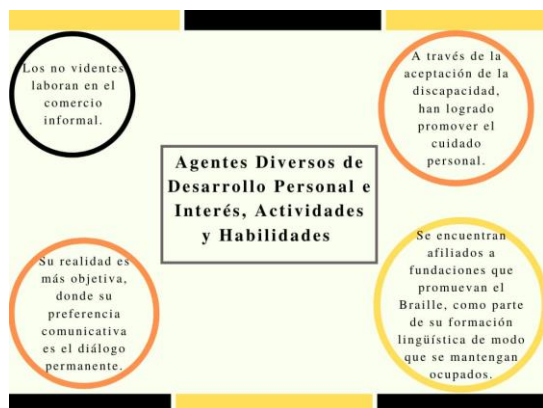 Los no videntes
laboran en el
comercio
informal.
A través de la
aceptación de la
discapacidad,
han logrado
promover el
cuidado
personal.
Agentes Diversos de
Desarrollo Personal e
Interés, Actividades
y Habilidades
Su realidad es
más objetiva,
donde su
preferencia
comunicativa
es el diálogo
permanente.
Se encuentran
afiliados a
fundaciones que
promuevan el
Braille, como parte
de su formación
lingüística de modo
que se mantengan
ocupados.